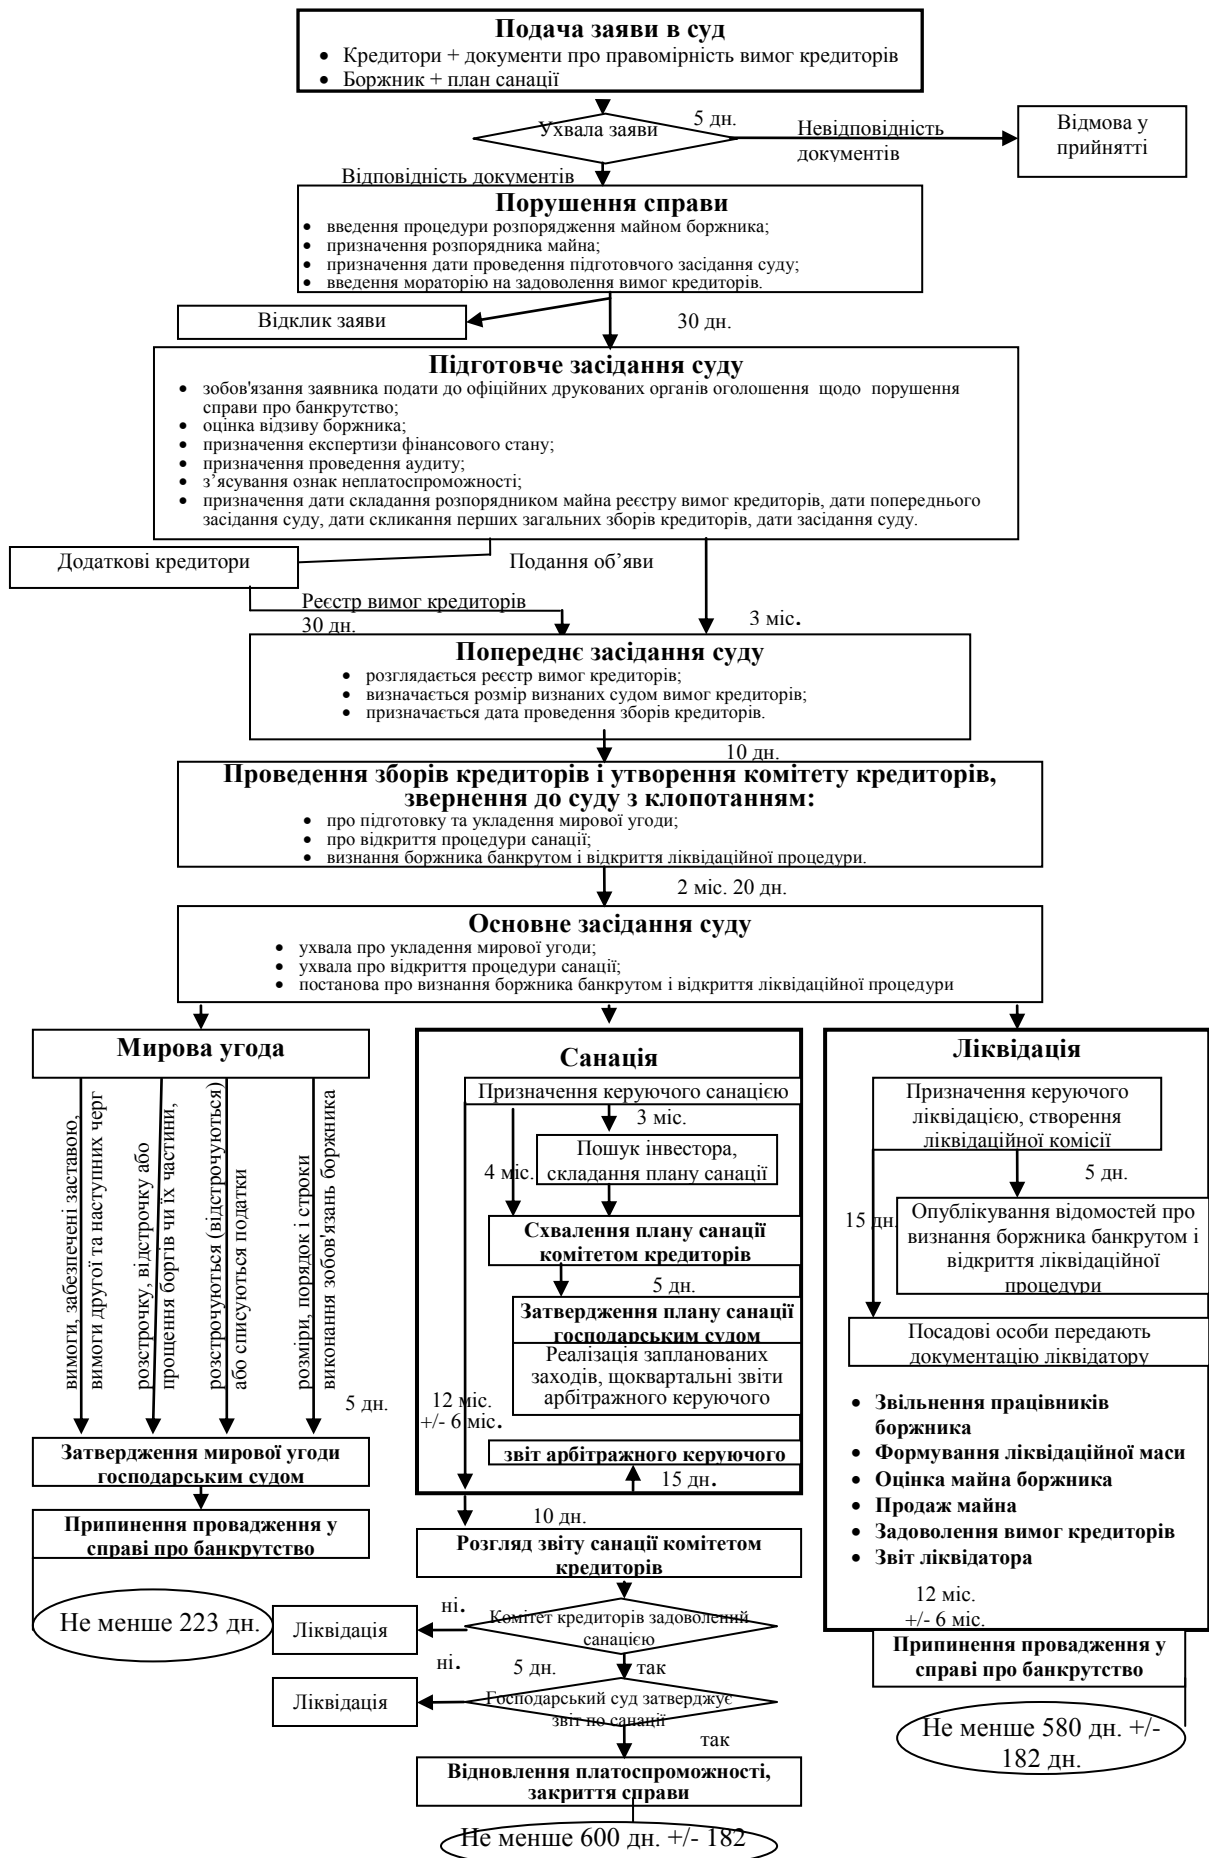 Подача заяви в суд
• Кредитори + документи про правомірність вимог кредиторів
• Боржник + план санації
5 дн.
Ухвала заяви
Невідповідність
документів
Відмова у
прийнятті
Відповідність документів
Порушення справи
• введення процедури розпорядження майном боржника;
• призначення розпорядника майна;
• призначення дати проведення підготовчого засідання суду;
• введення мораторію на задоволення вимог кредиторів.
Відклик заяви
30 дн.
Підготовче засідання суду
• зобов'язання заявника подати до офіційних друкованих органів оголошення щодо порушення
справи про банкрутство;
• оцінка відзиву боржника;
• призначення експертизи фінансового стану;
• призначення проведення аудиту;
• з’ясування ознак неплатоспроможності;
• призначення дати складання розпорядником майна реєстру вимог кредиторів, дати попереднього
засідання суду, дати скликання перших загальних зборів кредиторів, дати засідання суду.
Додаткові кредитори
Подання об’яви
Реєстр вимог кредиторів
30 дн.
3 міс.
Попереднє засідання суду
• розглядається реєстр вимог кредиторів;
• визначається розмір визнаних судом вимог кредиторів;
• призначається дата проведення зборів кредиторів.
10 дн.
Проведення зборів кредиторів і утворення комітету кредиторів,
звернення до суду з клопотанням:
• про підготовку та укладення мирової угоди;
• про відкриття процедури санації;
• визнання боржника банкрутом і відкриття ліквідаційної процедури.
2 міс. 20 дн.
Основне засідання суду
• ухвала про укладення мирової угоди;
• ухвала про відкриття процедури санації;
• постанова про визнання боржника банкрутом і відкриття ліквідаційної процедури
Мирова угода
вимоги, забезпечені заставою,
вимоги другої та наступних черг
розстрочку, відстрочку або
прощення боргів чи їх частини,
розстрочуються (відстрочуються)
або списуються податки
розміри, порядок і строки
виконання зобов'язань боржника
5 дн.
Затвердження мирової угоди
господарським судом
Припинення провадження у
справі про банкрутство
Не менше 223 дн.
Санація
Призначення керуючого санацією
3 міс.
Пошук інвестора,
складання плану санації
4 міс.
Схвалення плану санації
комітетом кредиторів
5 дн.
Затвердження плану санації
господарським судом
Реалізація запланованих
заходів, щоквартальні звіти
арбітражного керуючого
12 міс.
+/- 6 міс.
звіт арбітражного керуючого
15 дн.
10 дн.
Розгляд звіту санації комітетом
кредиторів
ні.
Комітет кредиторів задоволений
санацією
Ліквідація
ні.
5 дн.
так
Господарський суд затверджує
звіт по санації
Ліквідація
так
Відновлення платоспроможності,
закриття справи
Не менше 600 дн. +/- 182
Ліквідація
Призначення керуючого
ліквідацією, створення
ліквідаційної комісії
5 дн.
15 дн.
Опублікування відомостей про
визнання боржника банкрутом і
відкриття ліквідаційної
процедури
Посадові особи передають
документацію ліквідатору
• Звільнення працівників
боржника
• Формування ліквідаційної маси
• Оцінка майна боржника
• Продаж майна
• Задоволення вимог кредиторів
• Звіт ліквідатора
12 міс.
+/- 6 міс.
Припинення провадження у
справі про банкрутство
Не менше 580 дн. +/-
182 дн.